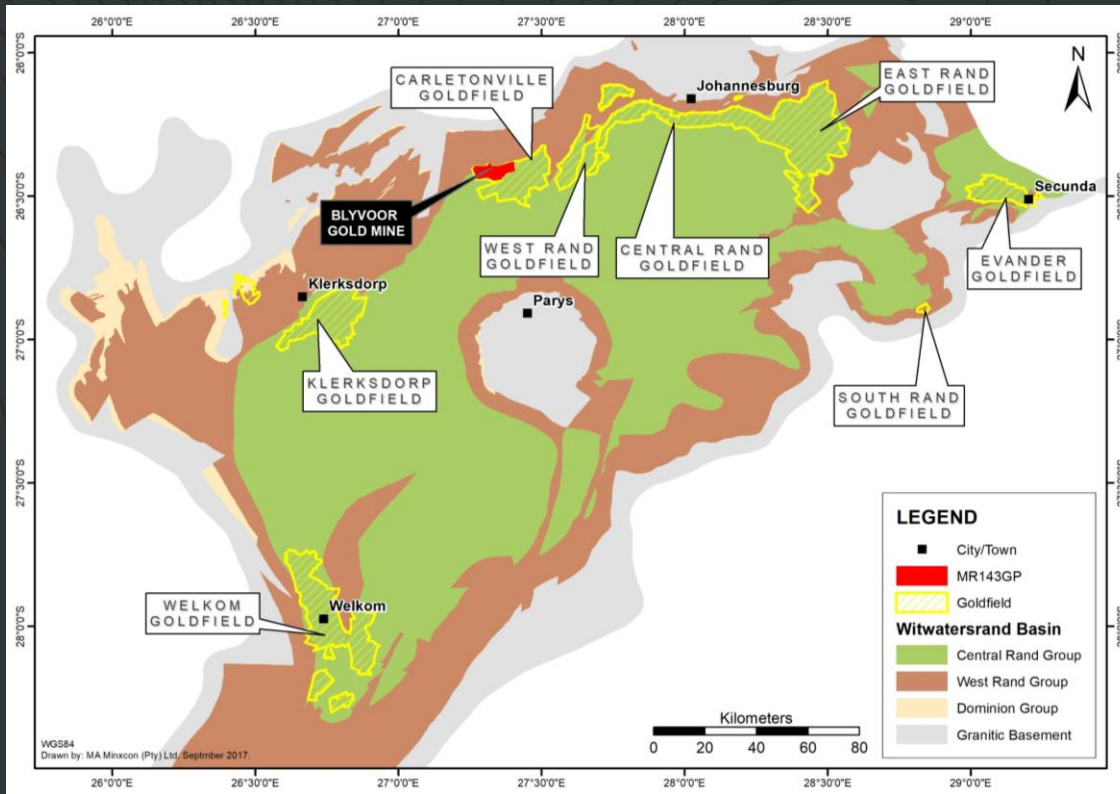 26°0'0"E
26°30'0"E
27°0'0"E
27°30'0"E
28°0'0"E
28°30'0"E
29°0'0"E
26°0'0"S
26°30'0"S
27°0'0"S
27°30'0"S
28°0'0"S
N
CARLETONVILLE
GOLDFIELD
Johannesburg
EAST RAND
GOLDFIELD
BLYVOOR
GOLD MINE
WEST RAND
GOLDFIELD
CENTRAL RAND
GOLDFIELD
Secunda
EVANDER
GOLDFIELD
Klerksdorp
Parys
KLERKSDORP
GOLDFIELD
SOUTH RAND
GOLDFIELD
WELKOM
GOLDFIELD
Welkom
LEGEND
City/Town
MR143GP
Goldfield
Witwatersrand Basin
Central Rand Group
West Rand Group
Dominion Group
Granitic Basement
Kilometers
0 20 40 60 80
WGS84
Drawn by: MA Minxcon (Pty) Ltd. Septmber 2017.
26°0'0"E
26°30'0"E
27°0'0"E
27°30'0"E
28°0'0"E
28°30'0"E
29°0'0"E